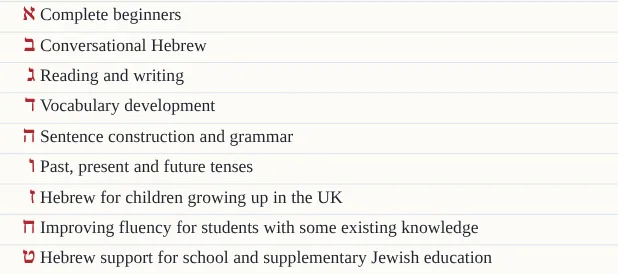 א Complete beginners
ב Conversational Hebrew
ג Reading and writing
ד Vocabulary development
ה Sentence construction and grammar
ו Past, present and future tenses
ז Hebrew for children growing up in the UK
ח Improving fluency for students with some existing knowledge
ט Hebrew support for school and supplementary Jewish education